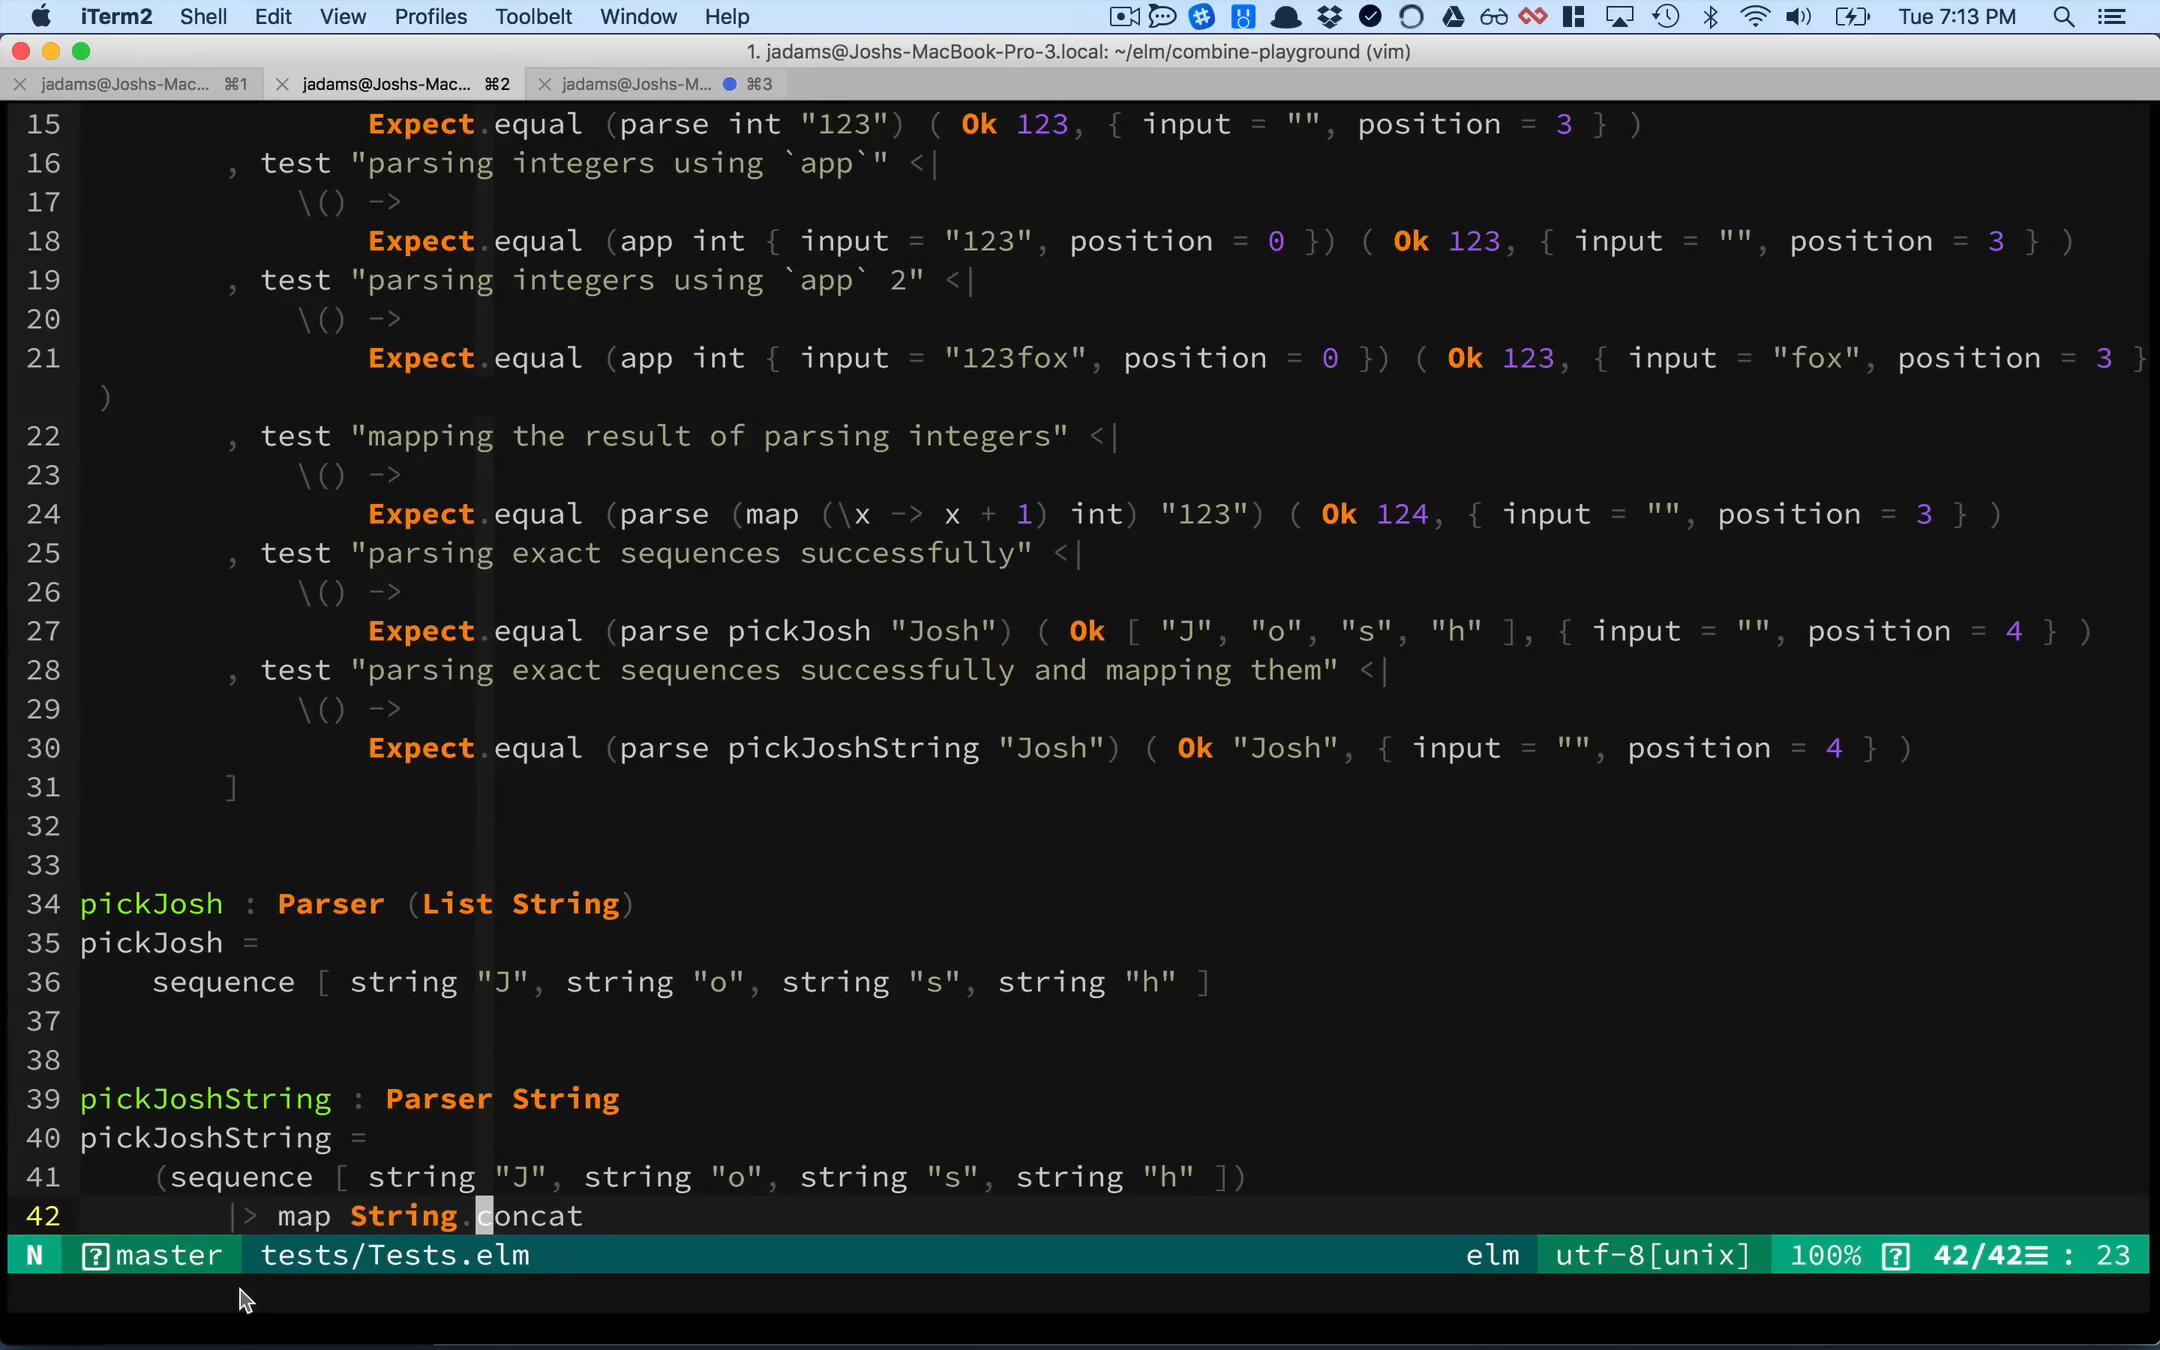 iTerm2 Shell Edit View Profiles Toolbelt Window Help Tue 7:13 PM
1. jadams@Joshs-MacBook-Pro-3.local: ~/elm/combine-playground (vim)
jadams@Joshs-Mac... ⌘1 jadams@Joshs-Mac... ⌘2 jadams@Joshs-M... ⌘3
15 Expect.equal (parse int "123") ( Ok 123, { input = "", position = 3 } )
16 , test "parsing integers using `app`" <|
17 \() ->
18 Expect.equal (app int { input = "123", position = 0 }) ( Ok 123, { input = "", position = 3 } )
19 , test "parsing integers using `app` 2" <|
20 \() ->
21 Expect.equal (app int { input = "123fox", position = 0 }) ( Ok 123, { input = "fox", position = 3 }
)
22 , test "mapping the result of parsing integers" <|
23 \() ->
24 Expect.equal (parse (map (\x -> x + 1) int) "123") ( Ok 124, { input = "", position = 3 } )
25 , test "parsing exact sequences successfully" <|
26 \() ->
27 Expect.equal (parse pickJosh "Josh") ( Ok [ "J", "o", "s", "h" ], { input = "", position = 4 } )
28 , test "parsing exact sequences successfully and mapping them" <|
29 \() ->
30 Expect.equal (parse pickJoshString "Josh") ( Ok "Josh", { input = "", position = 4 } )
31 ]
32
33
34 pickJosh : Parser (List String)
35 pickJosh =
36 sequence [ string "J", string "o", string "s", string "h" ]
37
38
39 pickJoshString : Parser String
40 pickJoshString =
41 (sequence [ string "J", string "o", string "s", string "h" ])
42 |> map String.concat
N master tests/Tests.elm elm utf-8[unix] 100% 42/42☰ : 23